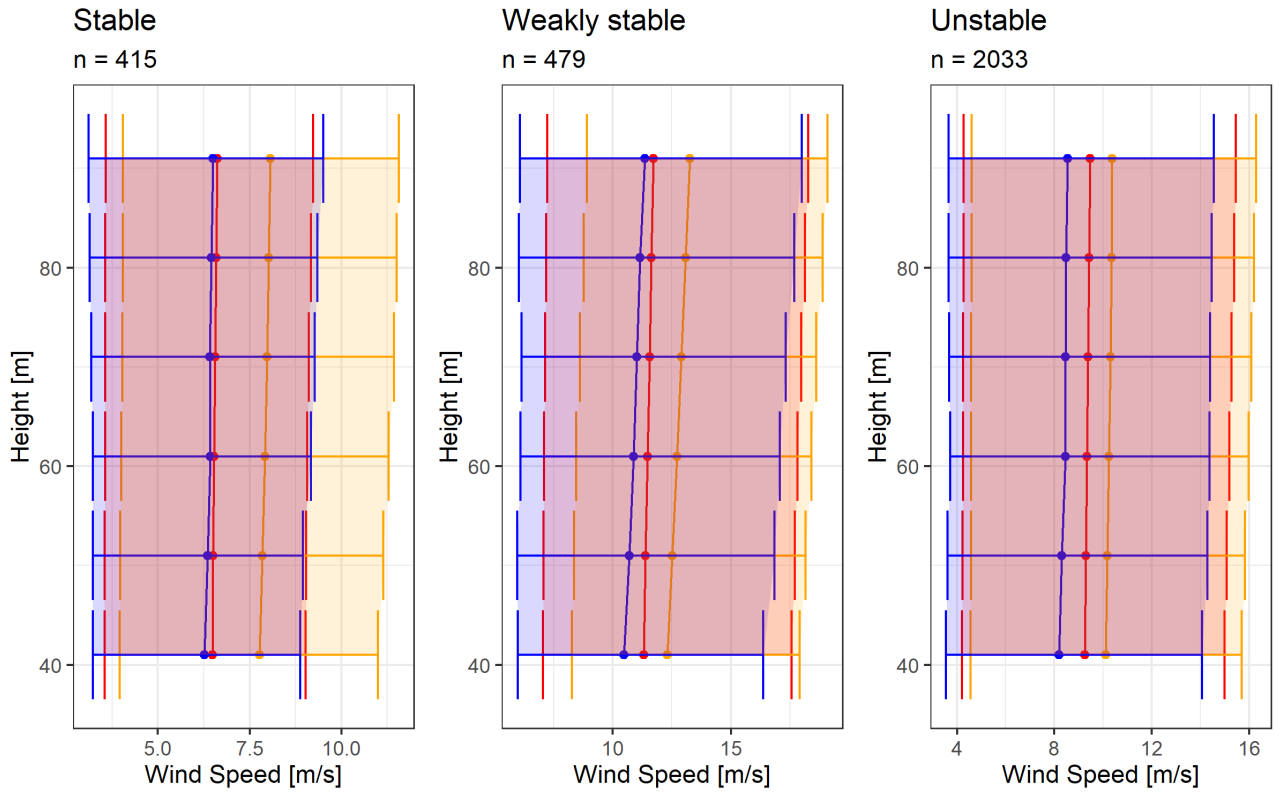 Stable
n = 415
Height [m]
80
60
40
5.0 7.5 10.0
Wind Speed [m/s]
Weakly stable
n = 479
Height [m]
80
60
40
10 15
Wind Speed [m/s]
Unstable
n = 2033
Height [m]
80
60
40
4 8 12 16
Wind Speed [m/s]